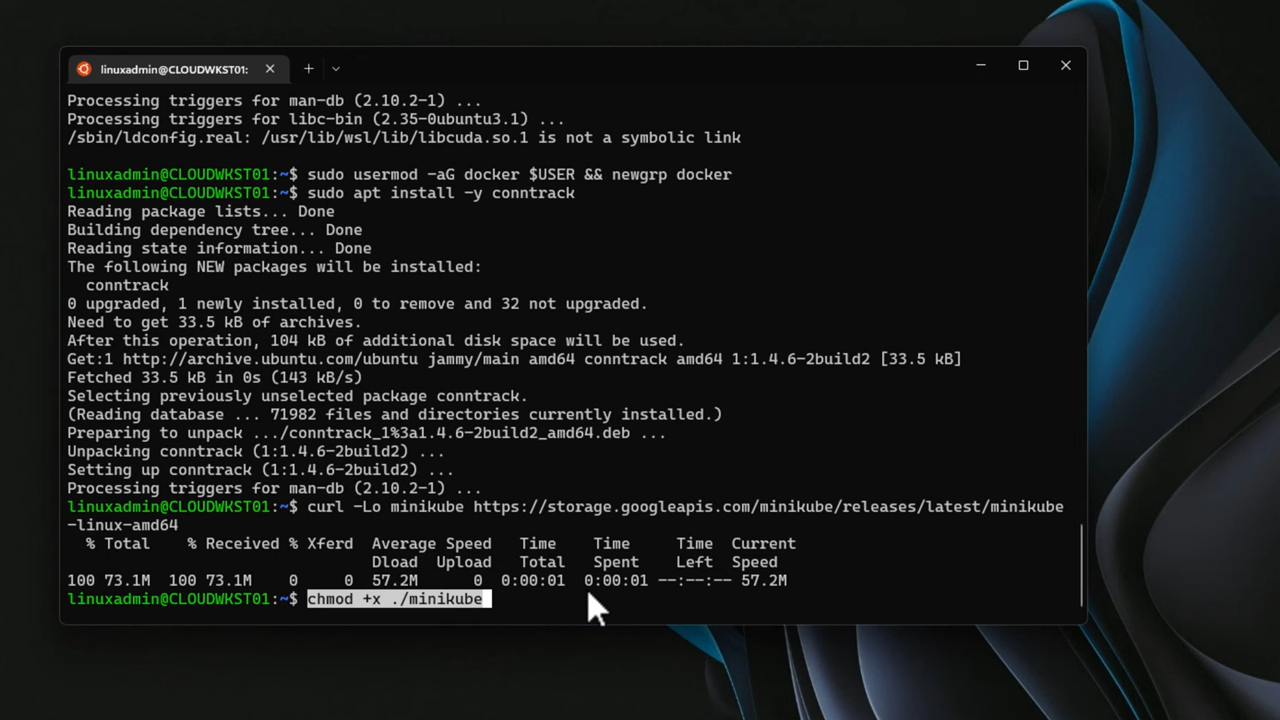 linuxadmin@CLOUDWKST01:
Processing triggers for man-db (2.10.2-1) ...
Processing triggers for libc-bin (2.35-0ubuntu3.1) ...
/sbin/ldconfig.real: /usr/lib/wsl/lib/libcuda.so.1 is not a symbolic link
linuxadmin@CLOUDWKST01:~$ sudo usermod -aG docker $USER && newgrp docker
linuxadmin@CLOUDWKST01:~$ sudo apt install -y conntrack
Reading package lists... Done
Building dependency tree... Done
Reading state information... Done
The following NEW packages will be installed:
  conntrack
0 upgraded, 1 newly installed, 0 to remove and 32 not upgraded.
Need to get 33.5 kB of archives.
After this operation, 104 kB of additional disk space will be used.
Get:1 http://archive.ubuntu.com/ubuntu jammy/main amd64 conntrack amd64 1:1.4.6-2build2 [33.5 kB]
Fetched 33.5 kB in 0s (143 kB/s)
Selecting previously unselected package conntrack.
(Reading database ... 71982 files and directories currently installed.)
Preparing to unpack .../conntrack_1%3a1.4.6-2build2_amd64.deb ...
Unpacking conntrack (1:1.4.6-2build2) ...
Setting up conntrack (1:1.4.6-2build2) ...
Processing triggers for man-db (2.10.2-1) ...
linuxadmin@CLOUDWKST01:~$ curl -Lo minikube https://storage.googleapis.com/minikube/releases/latest/minikube
-linux-amd64
  % Total    % Received % Xferd  Average Speed   Time    Time     Time  Current
                                 Dload  Upload   Total   Spent    Left  Speed
100 73.1M  100 73.1M    0     0  57.2M      0  0:00:01  0:00:01 --:--:-- 57.2M
linuxadmin@CLOUDWKST01:~$ chmod +x ./minikube